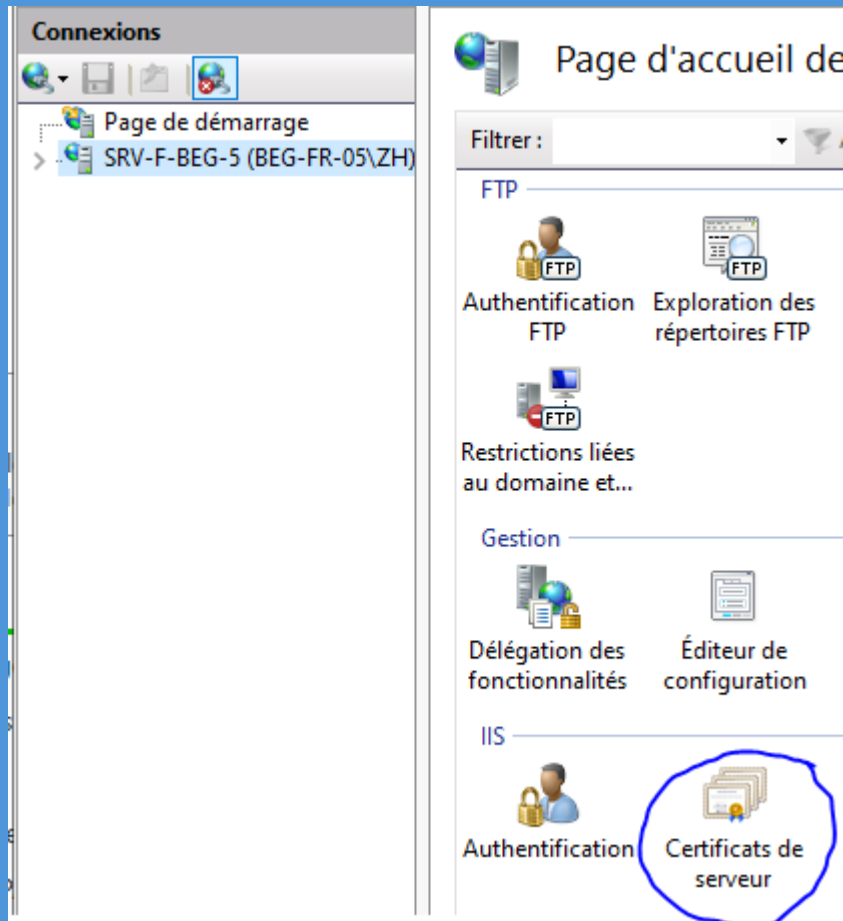 Connexions
Page de démarrage
SRV-F-BEG-5 (BEG-FR-05\ZH)
Page d'accueil de
Filtrer :
FTP
FTP
FTP
Authentification
FTP
Exploration des
répertoires FTP
FTP
Restrictions liées
au domaine et...
Gestion
Délégation des
fonctionnalités
Éditeur de
configuration
IIS
Authentification
Certificats de
serveur